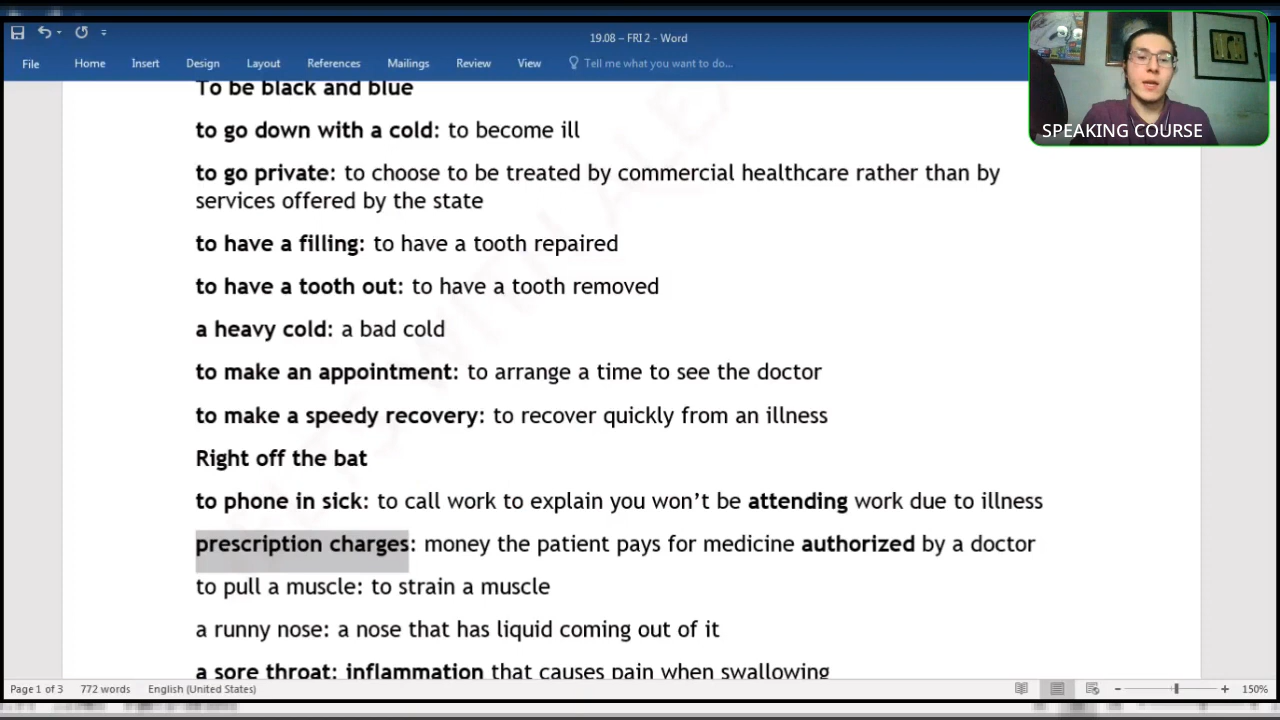 19.08 – FRI 2 - Word
File Home Insert Design Layout References Mailings Review View Tell me what you want to do...
SPEAKING COURSE
To be black and blue
to go down with a cold: to become ill
to go private: to choose to be treated by commercial healthcare rather than by
services offered by the state
to have a filling: to have a tooth repaired
to have a tooth out: to have a tooth removed
a heavy cold: a bad cold
to make an appointment: to arrange a time to see the doctor
to make a speedy recovery: to recover quickly from an illness
Right off the bat
to phone in sick: to call work to explain you won’t be attending work due to illness
prescription charges: money the patient pays for medicine authorized by a doctor
to pull a muscle: to strain a muscle
a runny nose: a nose that has liquid coming out of it
a sore throat: inflammation that causes pain when swallowing
Page 1 of 3 772 words English (United States) 150%